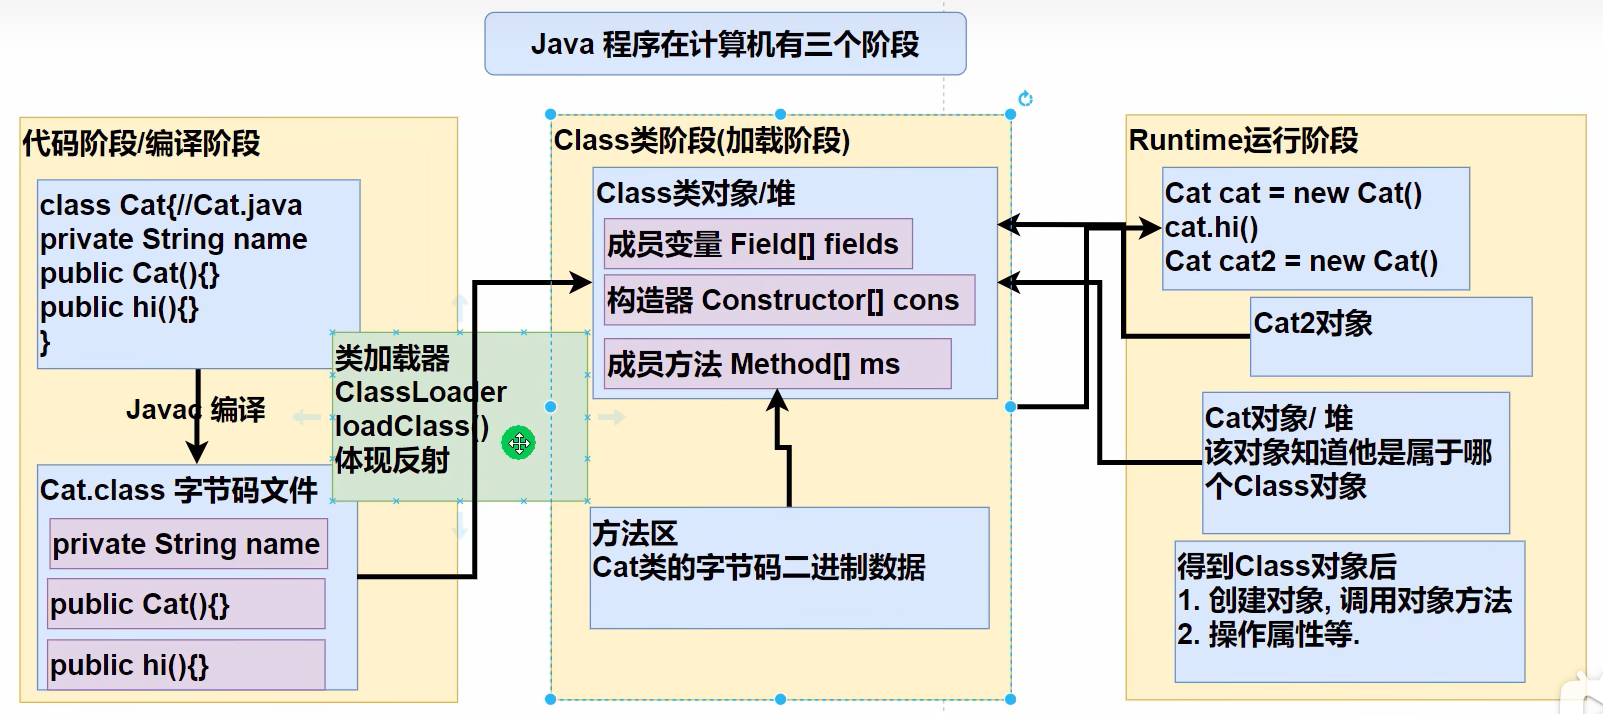 Java 程序在计算机有三个阶段
代码阶段/编译阶段
class Cat{//Cat.java
private String name
public Cat(){}
public hi(){}
}
Javac 编译
Cat.class 字节码文件
private String name
public Cat(){}
public hi(){}
类加载器
ClassLoader
loadClass()
体现反射
Class类阶段(加载阶段)
Class类对象/堆
成员变量 Field[] fields
构造器 Constructor[] cons
成员方法 Method[] ms
方法区
Cat类的字节码二进制数据
Runtime运行阶段
Cat cat = new Cat()
cat.hi()
Cat cat2 = new Cat()
Cat2对象
Cat对象/ 堆
该对象知道他是属于哪
个Class对象
得到Class对象后
1. 创建对象, 调用对象方法
2. 操作属性等.